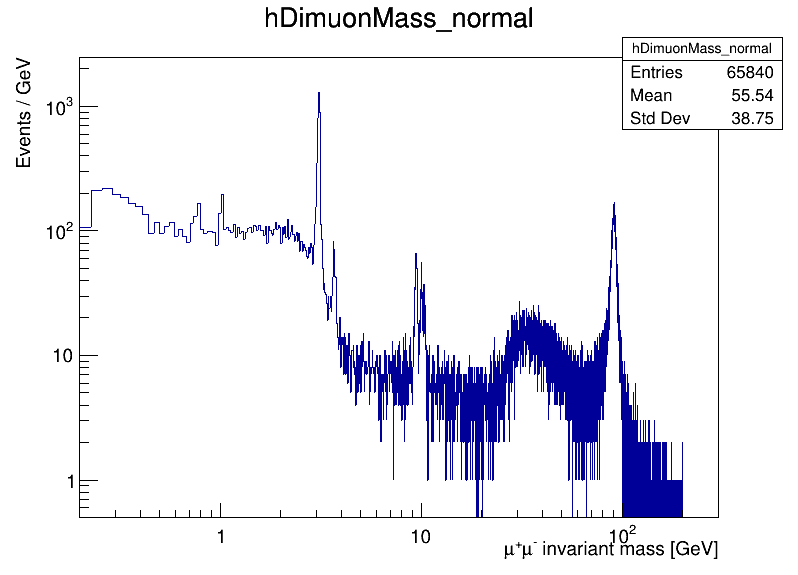 hDimuonMass_normal
hDimuonMass_normal
Entries 65840
Mean 55.54
Std Dev 38.75
Events / GeV
10³
10²
10
1
1 10 10²
μ⁺μ⁻ invariant mass [GeV]